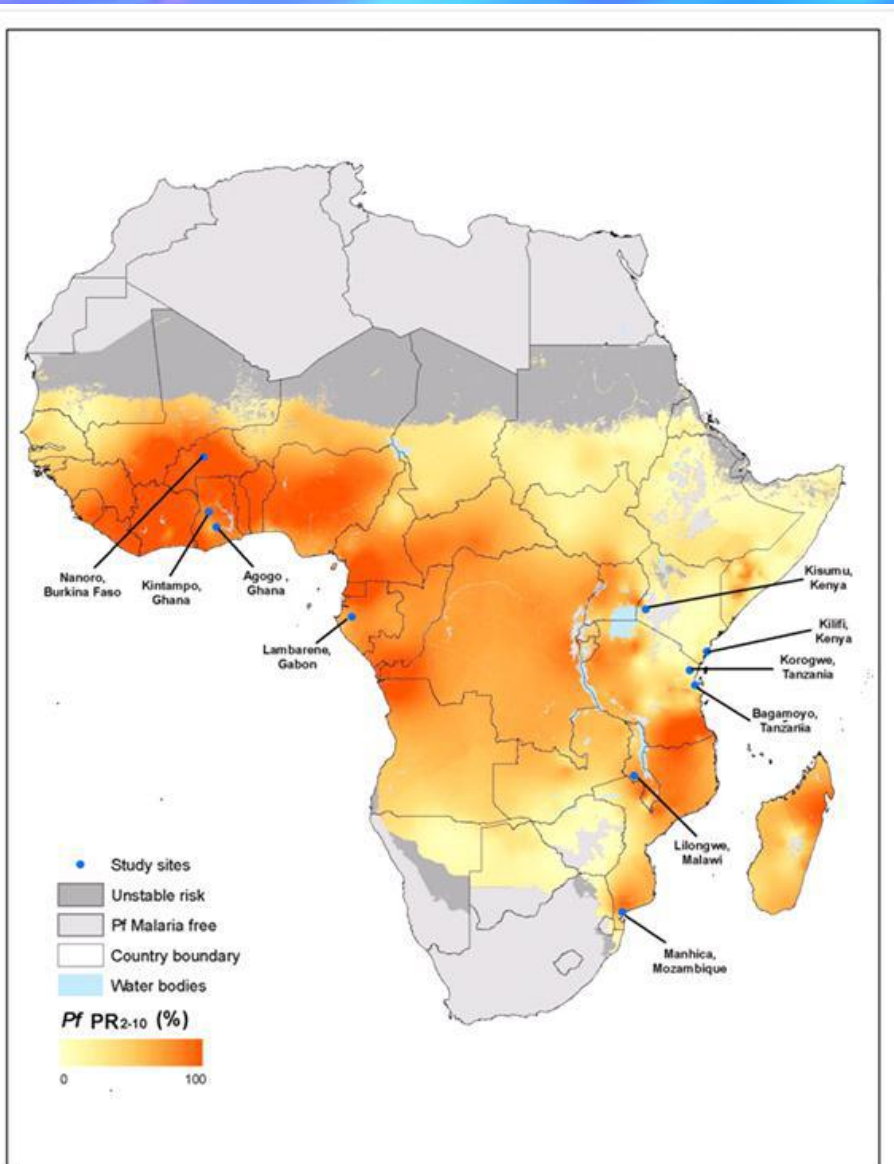 Nanoro,
Burkina Faso
Kintampo,
Ghana
Agogo ,
Ghana
Lambarene,
Gabon
Kisumu,
Kenya
Kilifi,
Kenya
Korogwe,
Tanzania
Bagamoyo,
Tanzania
Lilongwe,
Malawi
Manhica,
Mozambique
Study sites
Unstable risk
Pf Malaria free
Country boundary
Water bodies
Pf PR2-10 (%)
0 100